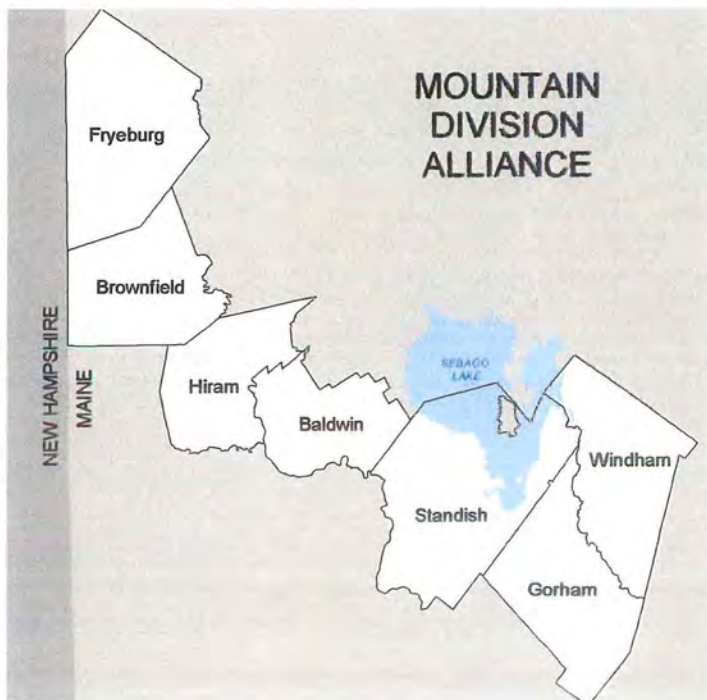 MOUNTAIN
DIVISION
ALLIANCE
Fryeburg
Brownfield
NEW HAMPSHIRE
MAINE
Hiram
SEBAGO
LAKE
Baldwin
Windham
Standish
Gorham